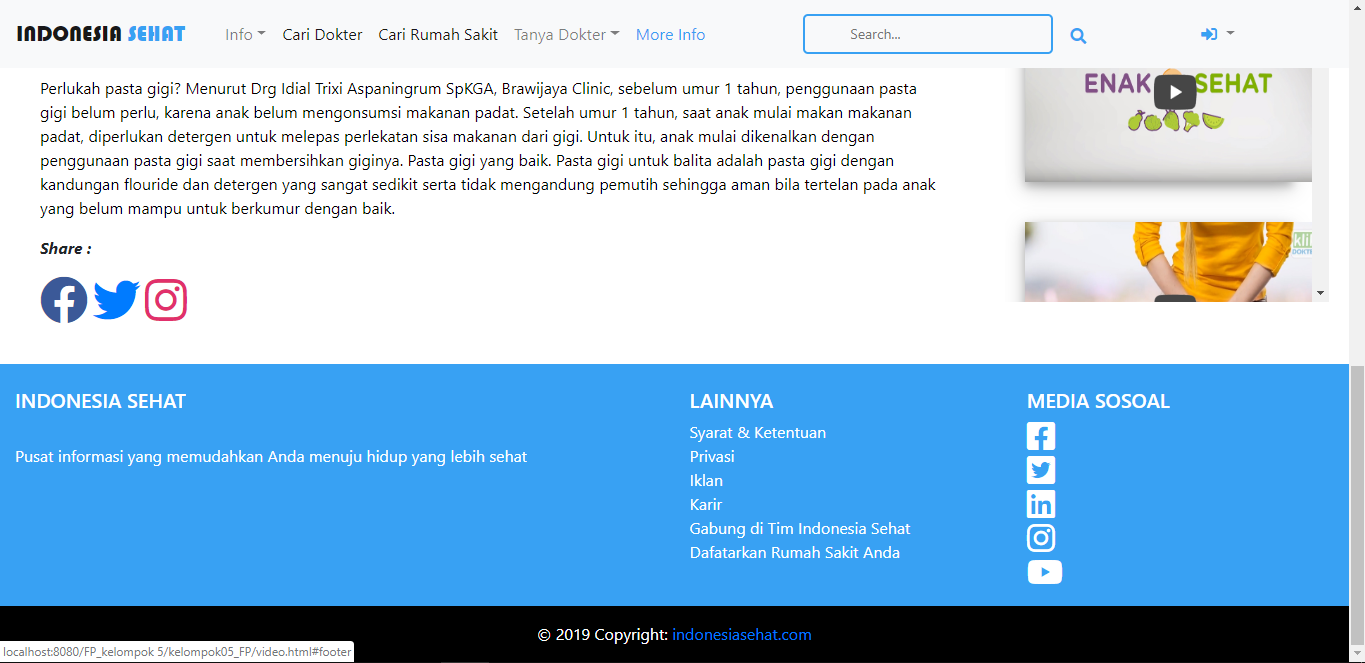 INDONESIA SEHAT
Info
Cari Dokter
Cari Rumah Sakit
Tanya Dokter
More Info
Search...
Perlukah pasta gigi? Menurut Drg Idial Trixi Aspaningrum SpKGA, Brawijaya Clinic, sebelum umur 1 tahun, penggunaan pasta
gigi belum perlu, karena anak belum mengonsumsi makanan padat. Setelah umur 1 tahun, saat anak mulai makan makanan
padat, diperlukan detergen untuk melepas perlekatan sisa makanan dari gigi. Untuk itu, anak mulai dikenalkan dengan
penggunaan pasta gigi saat membersihkan giginya. Pasta gigi yang baik. Pasta gigi untuk balita adalah pasta gigi dengan
kandungan flouride dan detergen yang sangat sedikit serta tidak mengandung pemutih sehingga aman bila tertelan pada anak
yang belum mampu untuk berkumur dengan baik.
Share :
ENAK SEHAT
INDONESIA SEHAT
Pusat informasi yang memudahkan Anda menuju hidup yang lebih sehat
LAINNYA
Syarat & Ketentuan
Privasi
Iklan
Karir
Gabung di Tim Indonesia Sehat
Dafatarkan Rumah Sakit Anda
MEDIA SOSOAL
© 2019 Copyright: indonesiasehat.com
localhost:8080/FP_kelompok 5/kelompok05_FP/video.html#footer